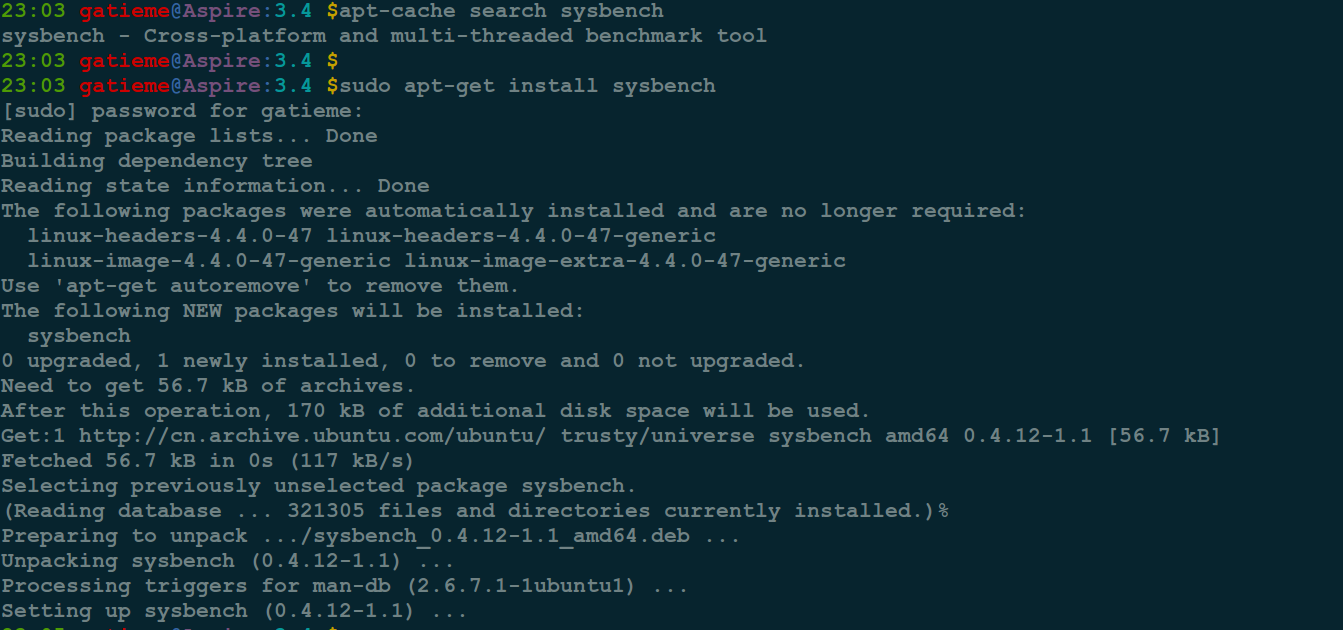 23:03 gatieme@Aspire:3.4 $apt-cache search sysbench
sysbench - Cross-platform and multi-threaded benchmark tool
23:03 gatieme@Aspire:3.4 $
23:03 gatieme@Aspire:3.4 $sudo apt-get install sysbench
[sudo] password for gatieme:
Reading package lists... Done
Building dependency tree
Reading state information... Done
The following packages were automatically installed and are no longer required:
  linux-headers-4.4.0-47 linux-headers-4.4.0-47-generic
  linux-image-4.4.0-47-generic linux-image-extra-4.4.0-47-generic
Use 'apt-get autoremove' to remove them.
The following NEW packages will be installed:
  sysbench
0 upgraded, 1 newly installed, 0 to remove and 0 not upgraded.
Need to get 56.7 kB of archives.
After this operation, 170 kB of additional disk space will be used.
Get:1 http://cn.archive.ubuntu.com/ubuntu/ trusty/universe sysbench amd64 0.4.12-1.1 [56.7 kB]
Fetched 56.7 kB in 0s (117 kB/s)
Selecting previously unselected package sysbench.
(Reading database ... 321305 files and directories currently installed.)%
Preparing to unpack .../sysbench_0.4.12-1.1_amd64.deb ...
Unpacking sysbench (0.4.12-1.1) ...
Processing triggers for man-db (2.6.7.1-1ubuntu1) ...
Setting up sysbench (0.4.12-1.1) ...